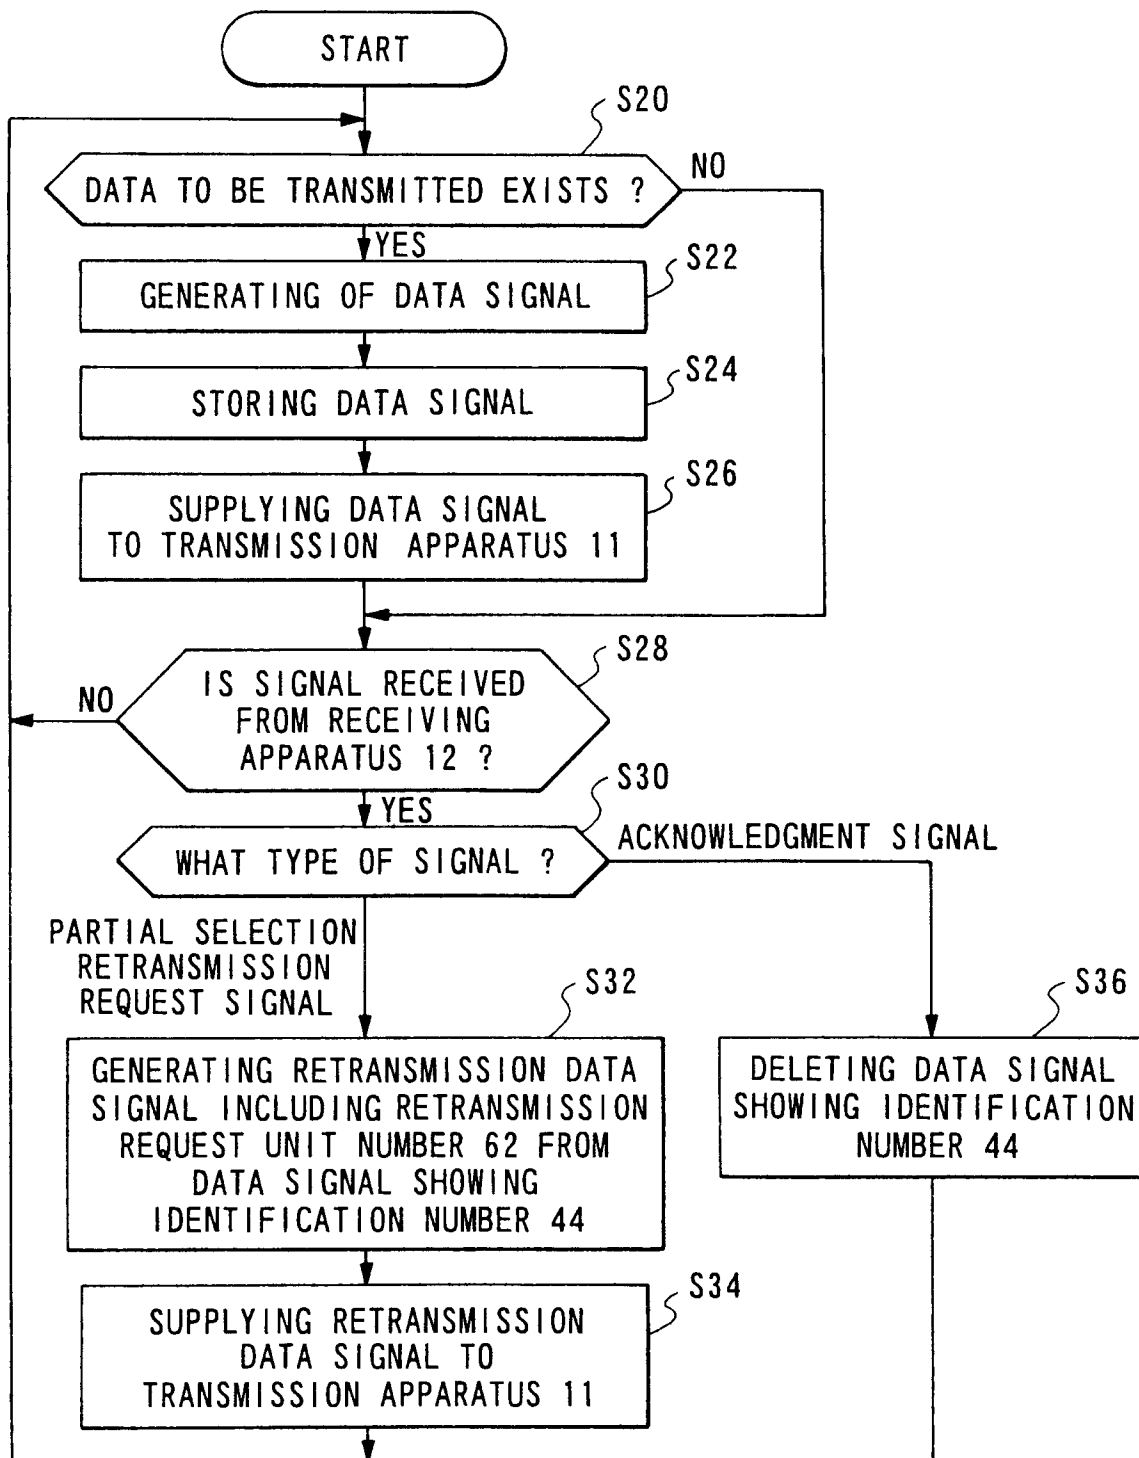 START
S20
DATA TO BE TRANSMITTED EXISTS ?
NO
YES
S22
GENERATING OF DATA SIGNAL
S24
STORING DATA SIGNAL
S26
SUPPLYING DATA SIGNAL
TO TRANSMISSION APPARATUS 11
S28
IS SIGNAL RECEIVED
FROM RECEIVING
APPARATUS 12 ?
NO
YES
S30
WHAT TYPE OF SIGNAL ?
ACKNOWLEDGMENT SIGNAL
PARTIAL SELECTION
RETRANSMISSION
REQUEST SIGNAL
S32
GENERATING RETRANSMISSION DATA
SIGNAL INCLUDING RETRANSMISSION
REQUEST UNIT NUMBER 62 FROM
DATA SIGNAL SHOWING
IDENTIFICATION NUMBER 44
S36
DELETING DATA SIGNAL
SHOWING IDENTIFICATION
NUMBER 44
S34
SUPPLYING RETRANSMISSION
DATA SIGNAL TO
TRANSMISSION APPARATUS 11